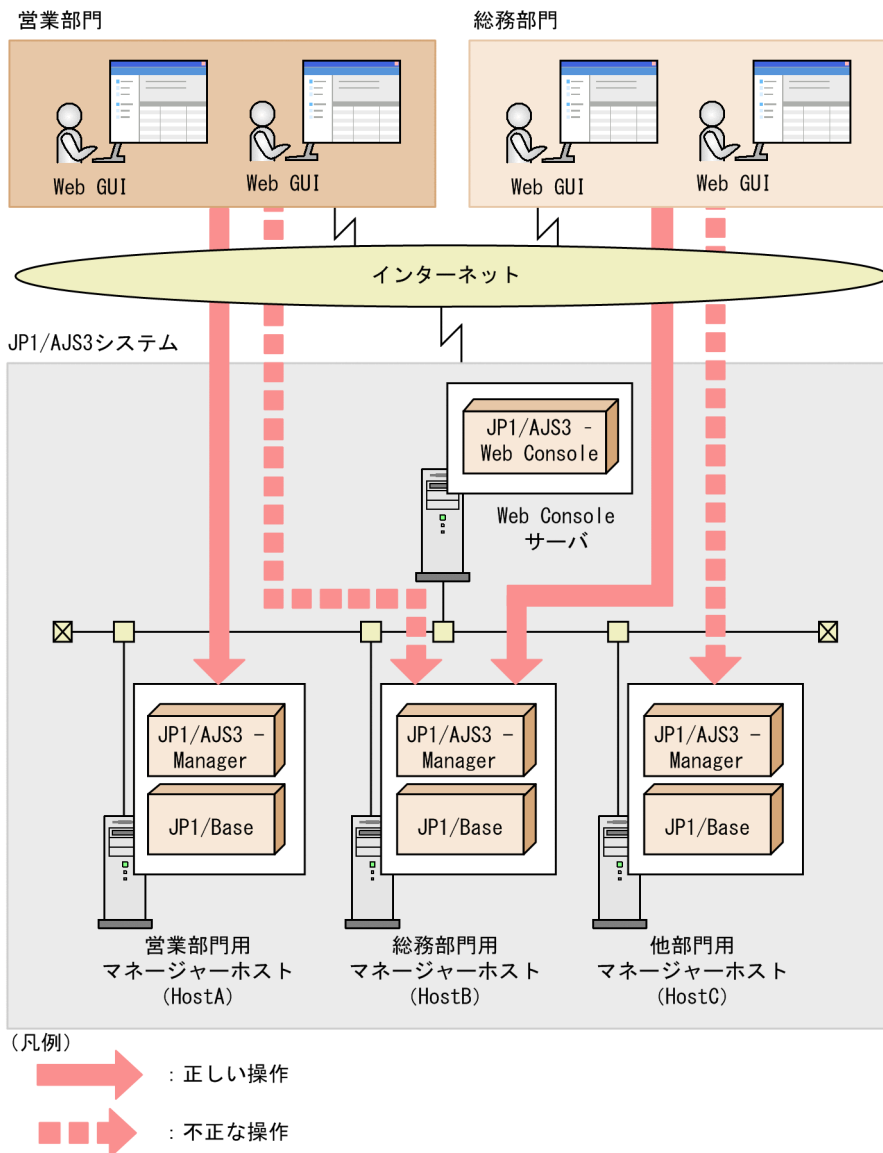 営業部門
総務部門
Web GUI
Web GUI
Web GUI
Web GUI
インターネット
JP1/AJS3システム
JP1/AJS3 -
Web Console
Web Console
サーバ
JP1/AJS3 -
Manager
JP1/Base
JP1/AJS3 -
Manager
JP1/Base
JP1/AJS3 -
Manager
JP1/Base
営業部門用
マネージャーホスト
(HostA)
総務部門用
マネージャーホスト
(HostB)
他部門用
マネージャーホスト
(HostC)
(凡例)
:正しい操作
:不正な操作